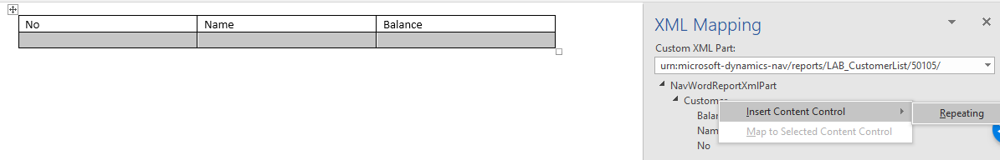 No Name Balance
XML Mapping
Custom XML Part:
urn:microsoft-dynamics-nav/reports/LAB_CustomerList/50105/
NavWordReportXmlPart
Customer
Insert Content Control
Repeating
Balan
Map to Selected Content Control
Nam
No